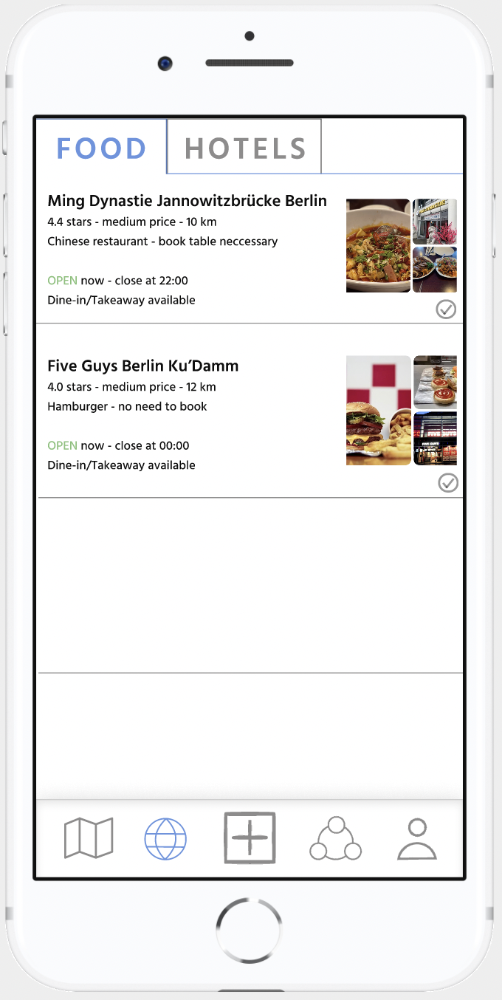 FOOD HOTELS
Ming Dynastie Jannowitzbrücke Berlin
4.4 stars - medium price - 10 km
Chinese restaurant - book table neccessary
OPEN now - close at 22:00
Dine-in/Takeaway available
Five Guys Berlin Ku’Damm
4.0 stars - medium price - 12 km
Hamburger - no need to book
OPEN now - close at 00:00
Dine-in/Takeaway available
FIVE GUYS